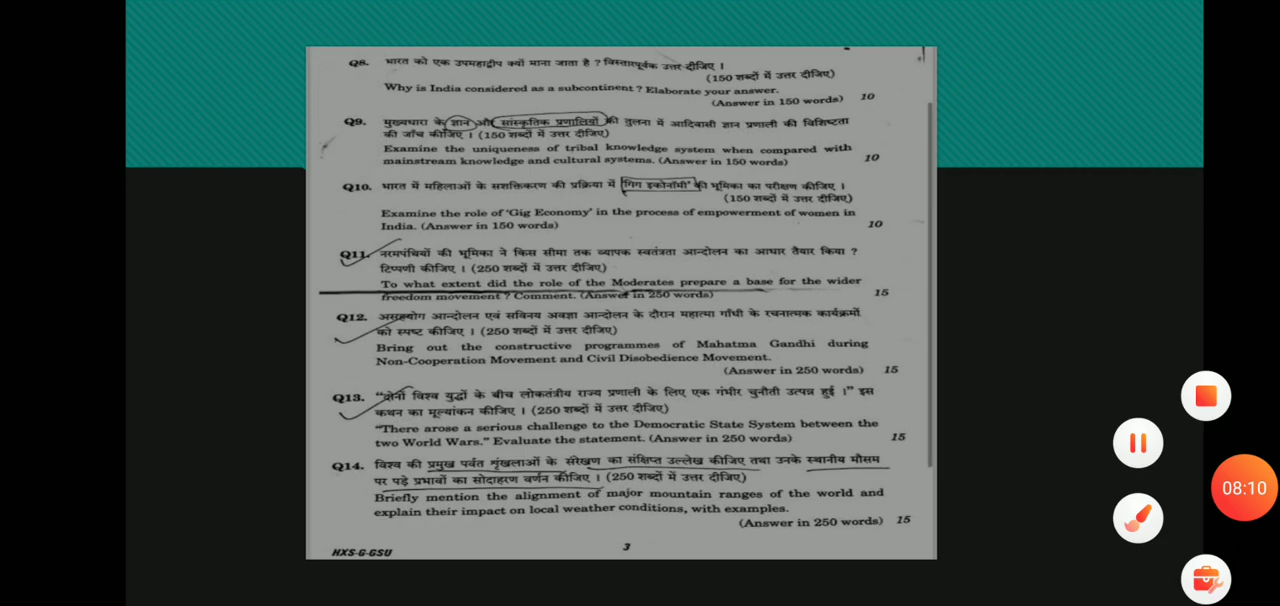 Q8. भारत को एक उपमहाद्वीप क्यों माना जाता है ? विस्तारपूर्वक उत्तर दीजिए ।
(150 शब्दों में उत्तर दीजिए)
Why is India considered as a subcontinent ? Elaborate your answer.
(Answer in 150 words) 10
Q9. मुख्यधारा के ज्ञान और सांस्कृतिक प्रणालियों की तुलना में आदिवासी ज्ञान प्रणाली की विशिष्टता
की जाँच कीजिए । (150 शब्दों में उत्तर दीजिए)
Examine the uniqueness of tribal knowledge system when compared with
mainstream knowledge and cultural systems. (Answer in 150 words) 10
Q10. भारत में महिलाओं के सशक्तिकरण की प्रक्रिया में 'गिग इकोनॉमी' की भूमिका का परीक्षण कीजिए ।
(150 शब्दों में उत्तर दीजिए)
Examine the role of 'Gig Economy' in the process of empowerment of women in
India. (Answer in 150 words) 10
Q11. नरमपंथियों की भूमिका ने किस सीमा तक व्यापक स्वतंत्रता आन्दोलन का आधार तैयार किया ?
टिप्पणी कीजिए । (250 शब्दों में उत्तर दीजिए)
To what extent did the role of the Moderates prepare a base for the wider
freedom movement ? Comment. (Answer in 250 words) 15
Q12. असहयोग आन्दोलन एवं सविनय अवज्ञा आन्दोलन के दौरान महात्मा गाँधी के रचनात्मक कार्यक्रमों
को स्पष्ट कीजिए । (250 शब्दों में उत्तर दीजिए)
Bring out the constructive programmes of Mahatma Gandhi during
Non-Cooperation Movement and Civil Disobedience Movement.
(Answer in 250 words) 15
Q13. "दोनों विश्व युद्धों के बीच लोकतंत्रीय राज्य प्रणाली के लिए एक गंभीर चुनौती उत्पन्न हुई ।" इस
कथन का मूल्यांकन कीजिए । (250 शब्दों में उत्तर दीजिए)
"There arose a serious challenge to the Democratic State System between the
two World Wars." Evaluate the statement. (Answer in 250 words) 15
Q14. विश्व की प्रमुख पर्वत शृंखलाओं के संरेखण का संक्षिप्त उल्लेख कीजिए तथा उनके स्थानीय मौसम
पर पड़े प्रभावों का सोदाहरण वर्णन कीजिए । (250 शब्दों में उत्तर दीजिए)
Briefly mention the alignment of major mountain ranges of the world and
explain their impact on local weather conditions, with examples.
(Answer in 250 words) 15
HXS-G-GSU 3
08:10